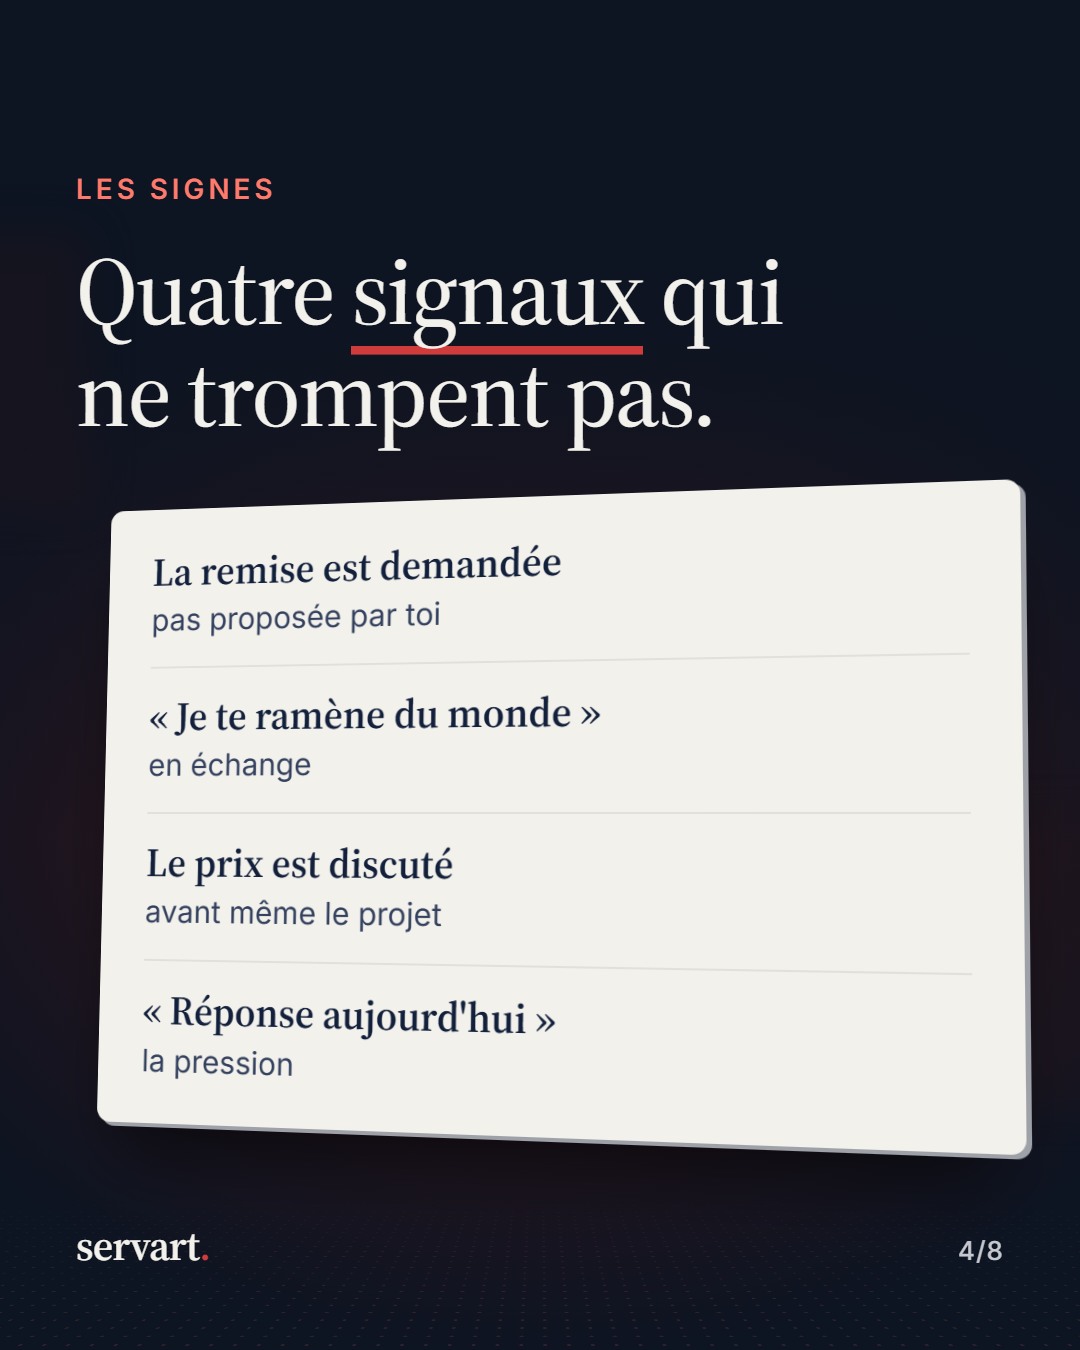 LES SIGNES
Quatre signaux qui
ne trompent pas.
La remise est demandée
pas proposée par toi
« Je te ramène du monde »
en échange
Le prix est discuté
avant même le projet
« Réponse aujourd'hui »
la pression
servart.
4/8